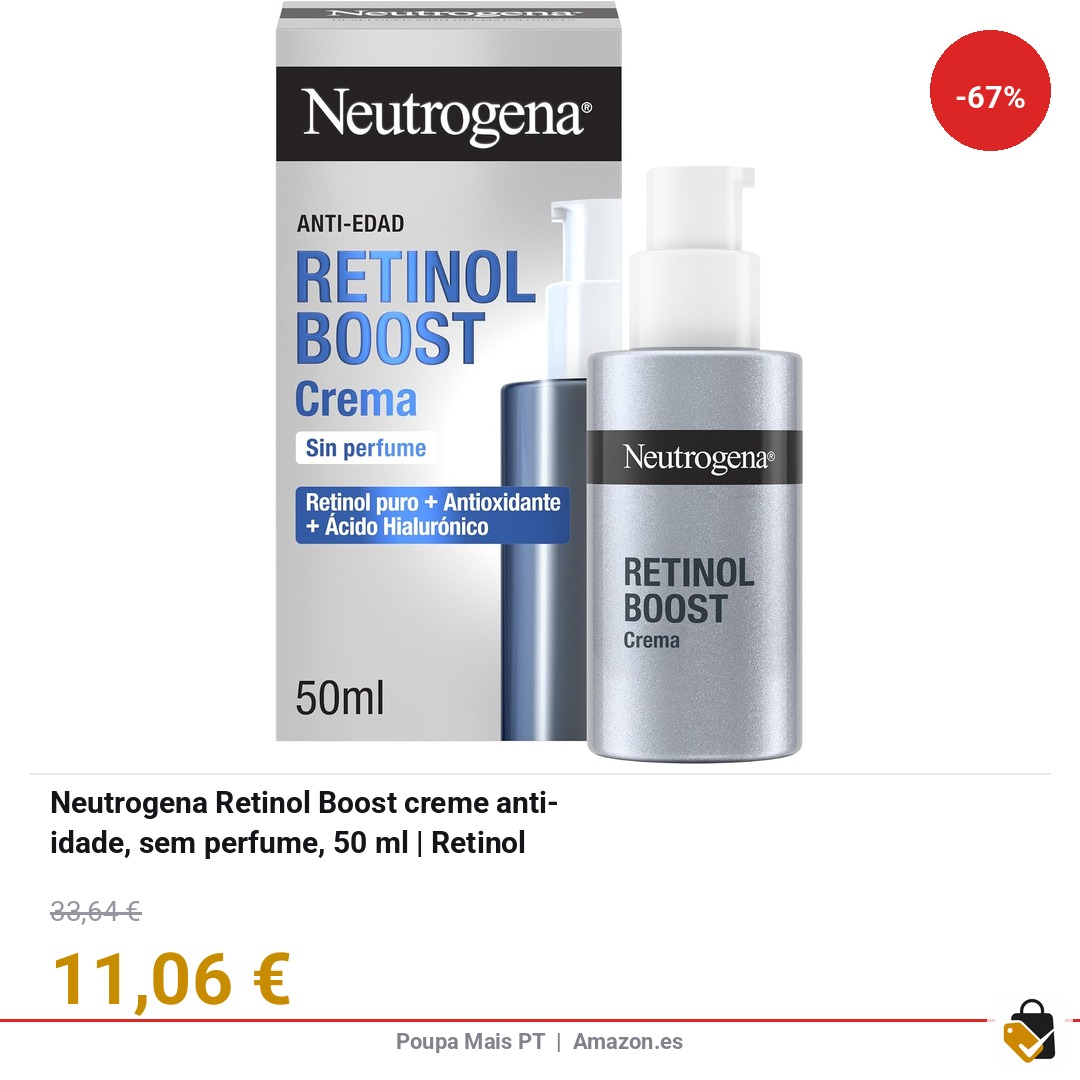 Neutrogena®
-67%
ANTI-EDAD
RETINOL
BOOST
Crema
Sin perfume
Retinol puro + Antioxidante
+ Ácido Hialurónico
50ml
Neutrogena®
RETINOL
BOOST
Crema
Neutrogena Retinol Boost creme anti-
idade, sem perfume, 50 ml | Retinol
33,64 €
11,06 €
Poupa Mais PT | Amazon.es